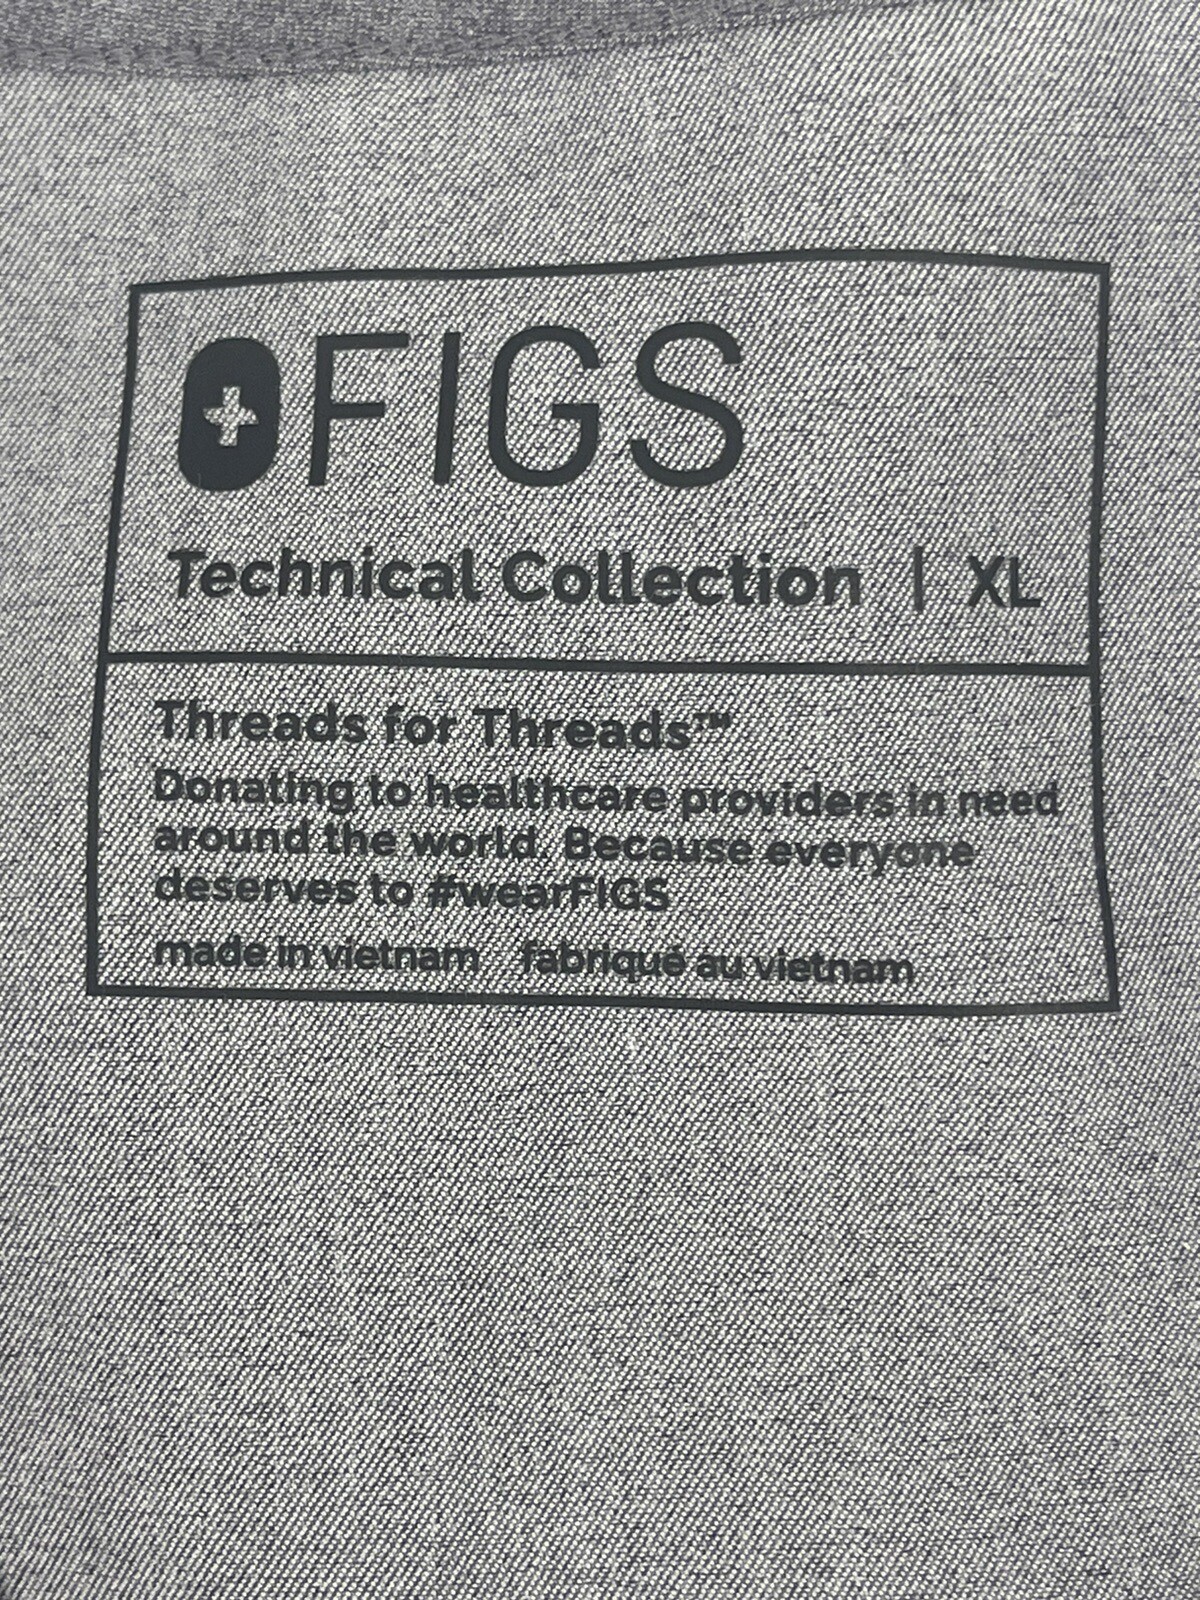 FIGS
Technical Collection | XL
Threads for Threads™
Donating to healthcare providers in need
around the world. Because everyone
deserves to #wearFIGS
made in vietnam fabriqué au vietnam